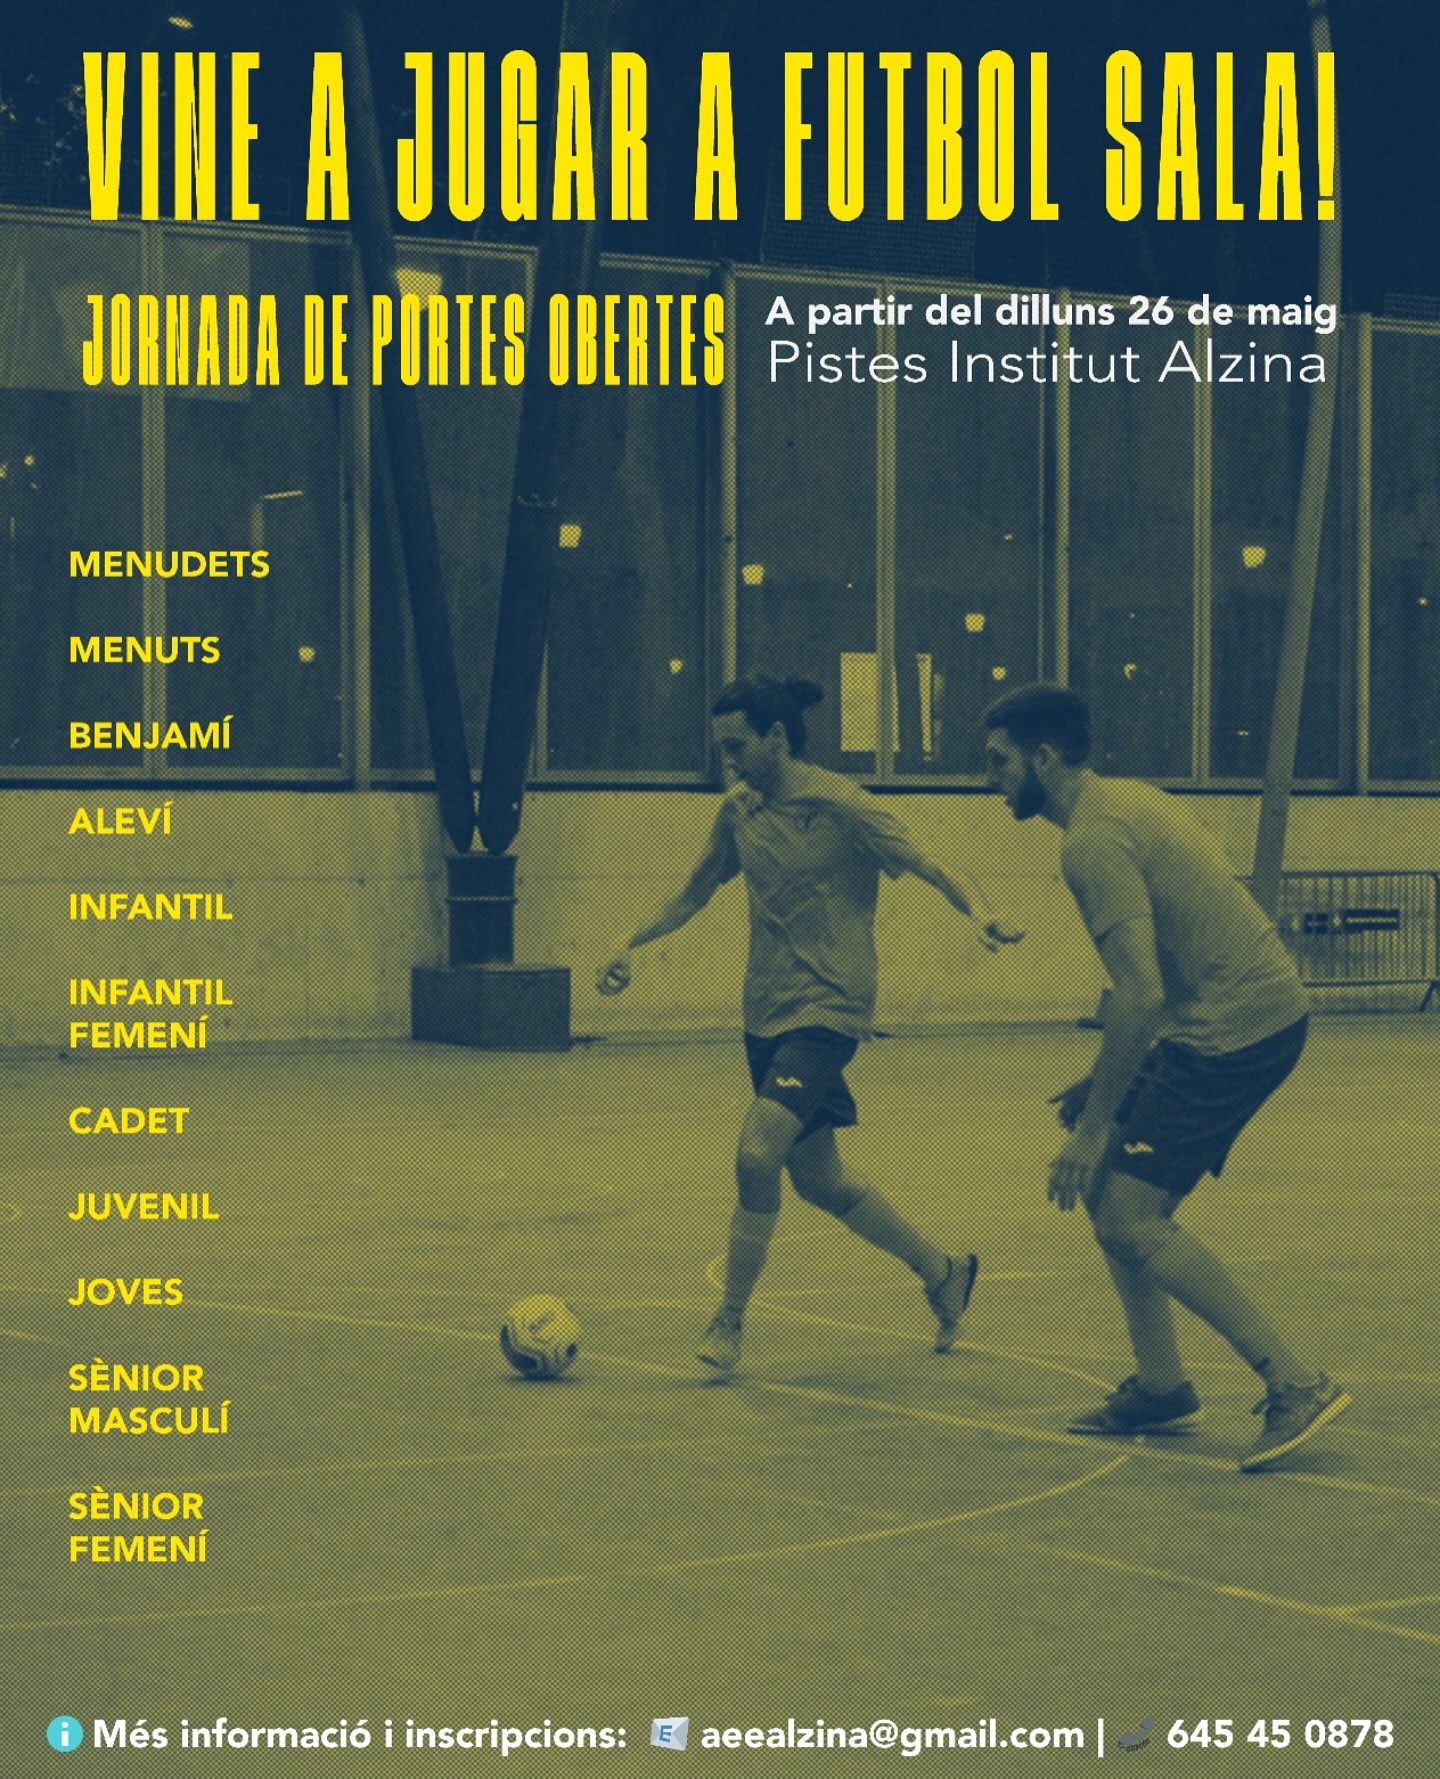 VINE A JUGAR A FUTBOL SALA!
JORNADA DE PORTES OBERTES
A partir del dilluns 26 de maig
Pistes Institut Alzina
MENUDETS
MENUTS
BENJAMÍ
ALEVÍ
INFANTIL
INFANTIL
FEMENÍ
CADET
JUVENIL
JOVES
SÈNIOR
MASCULÍ
SÈNIOR
FEMENÍ
Més informació i inscripcions: aeealzina@gmail.com | 645 45 0878